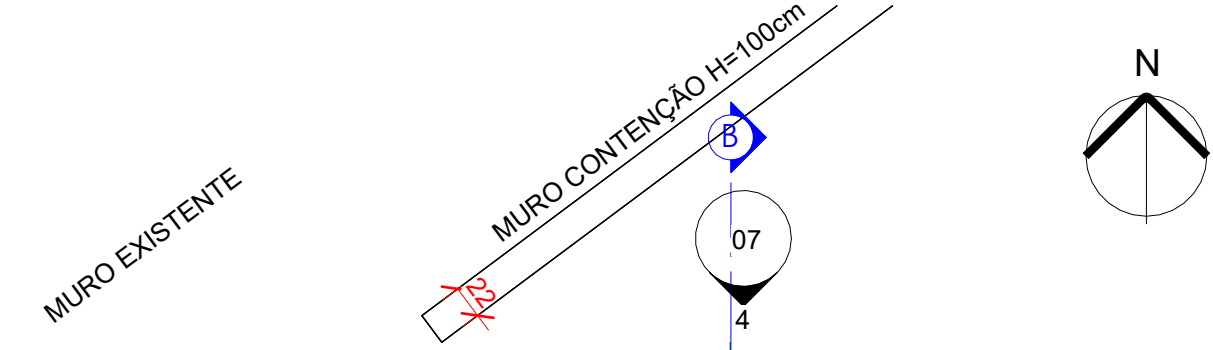 MURO EXISTENTE
MURO CONTENÇÃO H=100cm
22
B
07
4
N